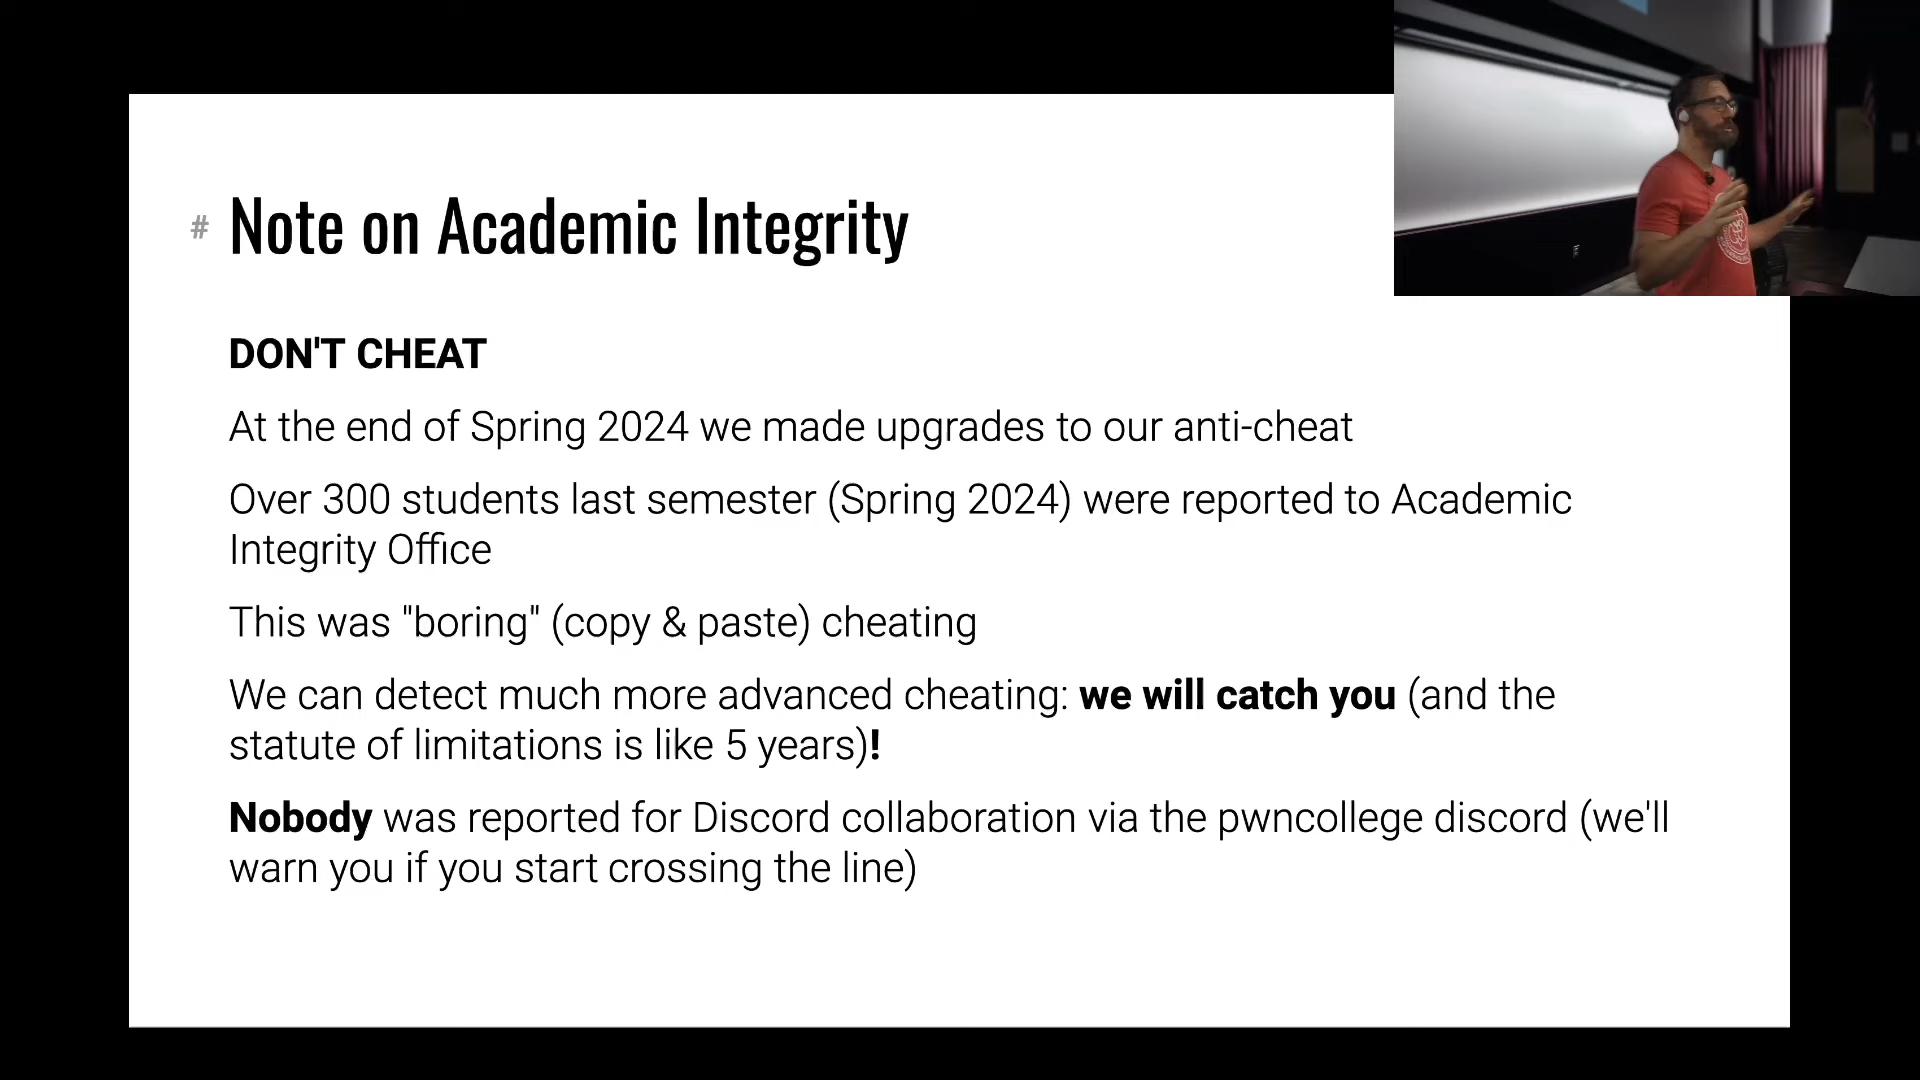 # Note on Academic Integrity
DON'T CHEAT
At the end of Spring 2024 we made upgrades to our anti-cheat
Over 300 students last semester (Spring 2024) were reported to Academic
Integrity Office
This was "boring" (copy & paste) cheating
We can detect much more advanced cheating: we will catch you (and the
statute of limitations is like 5 years)!
Nobody was reported for Discord collaboration via the pwncollege discord (we'll
warn you if you start crossing the line)